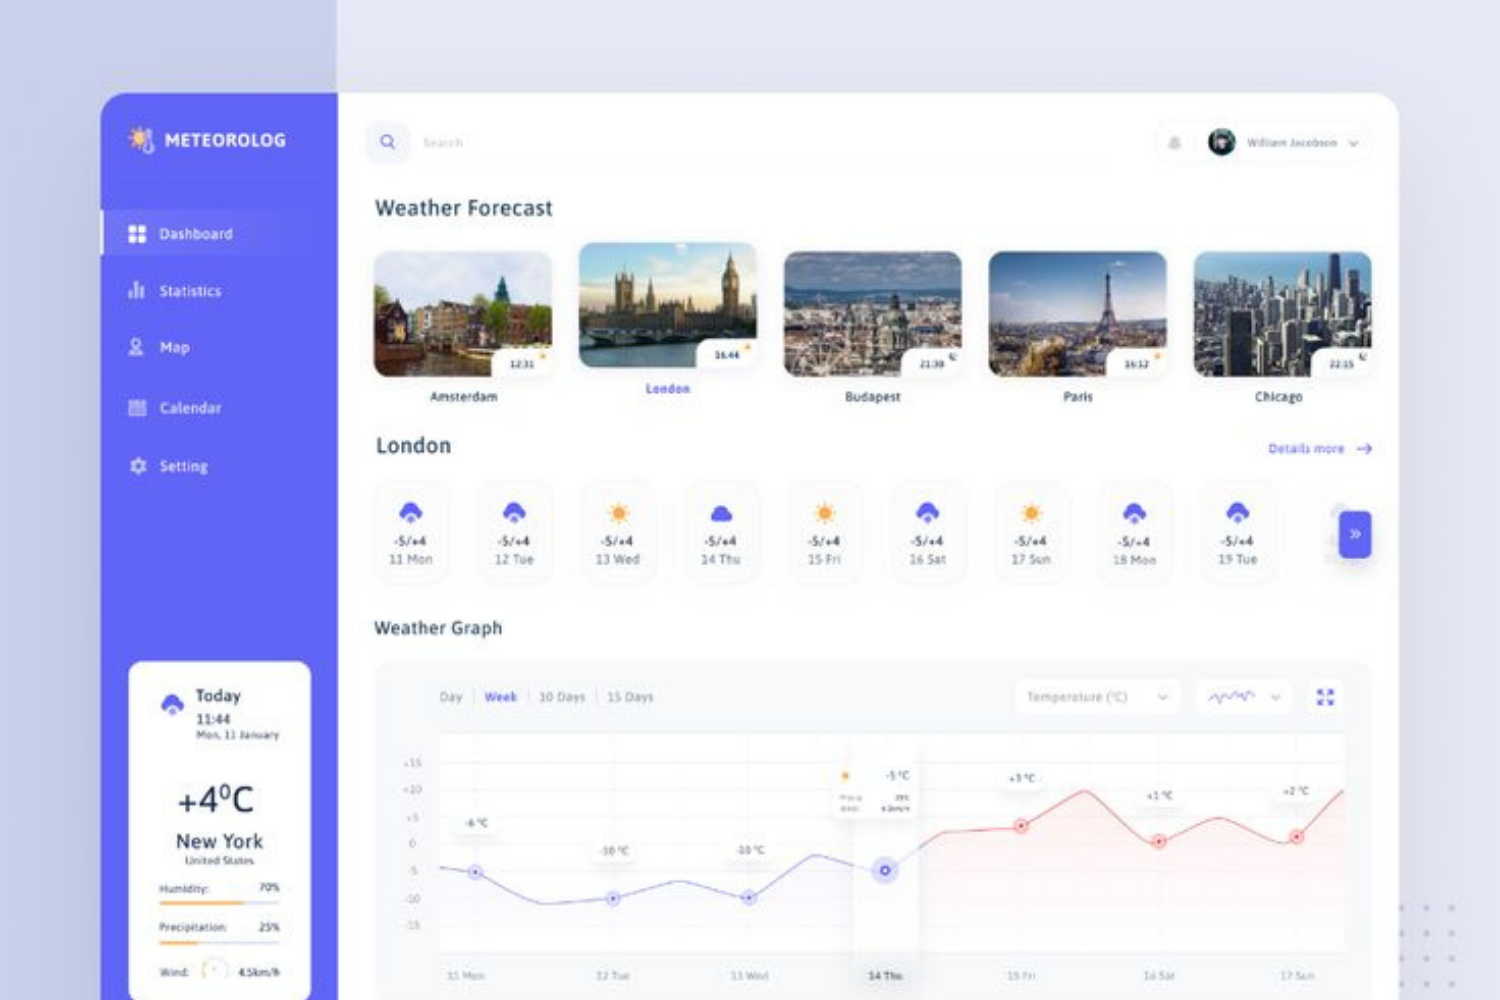 METEOROLOG
Search
William Jacobson
Dashboard
Statistics
Map
Calendar
Setting
Weather Forecast
12:31
16:44
21:30
16:12
22:15
Amsterdam
London
Budapest
Paris
Chicago
London
Details more
-5/+4
11 Mon
-5/+4
12 Tue
-5/+4
13 Wed
-5/+4
14 Thu
-5/+4
15 Fri
-5/+4
16 Sat
-5/+4
17 Sun
-5/+4
18 Mon
-5/+4
19 Tue
Weather Graph
Day Week 10 Days 15 Days
Temperature (°C)
+15
+10
+5
0
-5
-10
-15
-6 °C
-10 °C
-10 °C
-5 °C
25%
4.5km/h
+3 °C
+1 °C
+2 °C
11 Mon
12 Tue
13 Wed
14 Thu
15 Fri
16 Sat
17 Sun
Today
11:44
Mon, 11 January
+4°C
New York
United States
Humidity: 70%
Precipitation: 25%
Wind: 4.5km/h